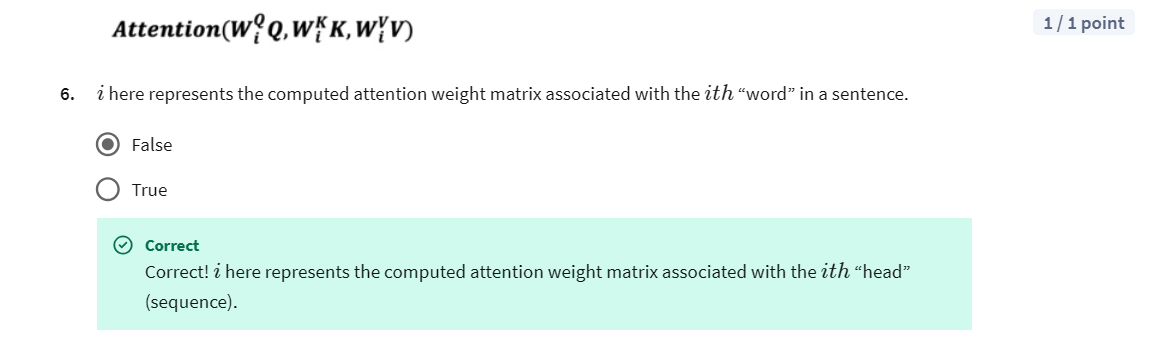 Attention(W_i^Q Q, W_i^K K, W_i^V V)
1 / 1 point
6. i here represents the computed attention weight matrix associated with the ith “word” in a sentence.
False
True
Correct
Correct! i here represents the computed attention weight matrix associated with the ith “head”
(sequence).